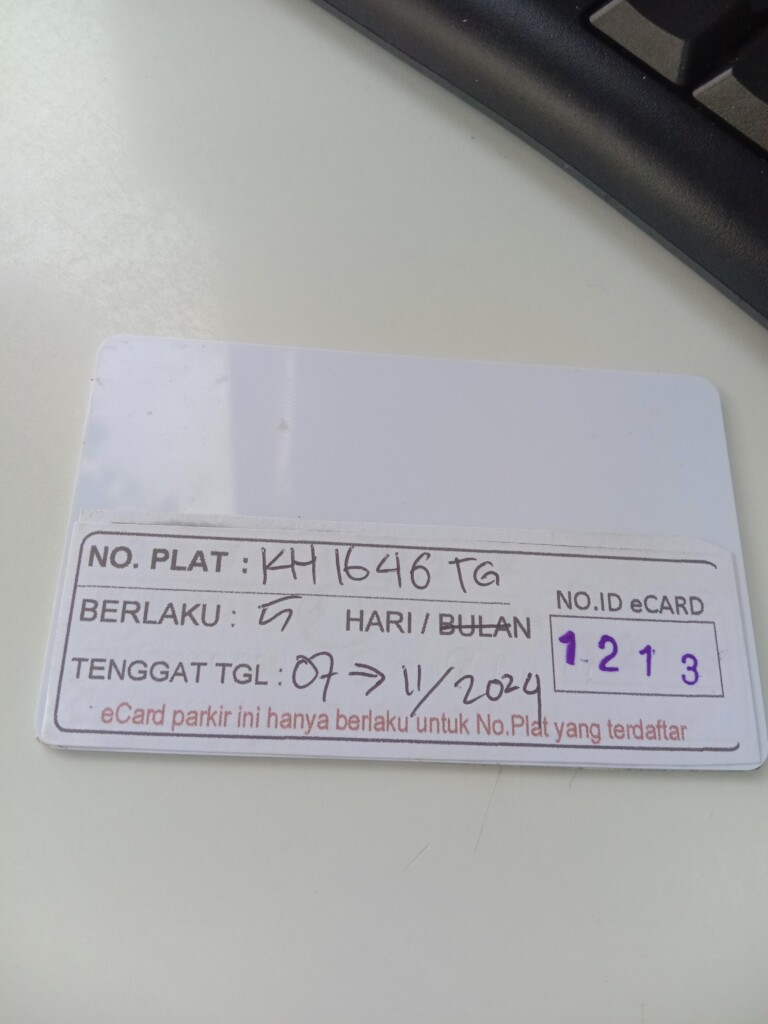 NO. PLAT : KH 1646 TG
BERLAKU : 5 HARI / BULAN
NO.ID eCARD
1213
TENGGAT TGL : 07 → 11/2024
eCard parkir ini hanya berlaku untuk No.Plat yang terdaftar